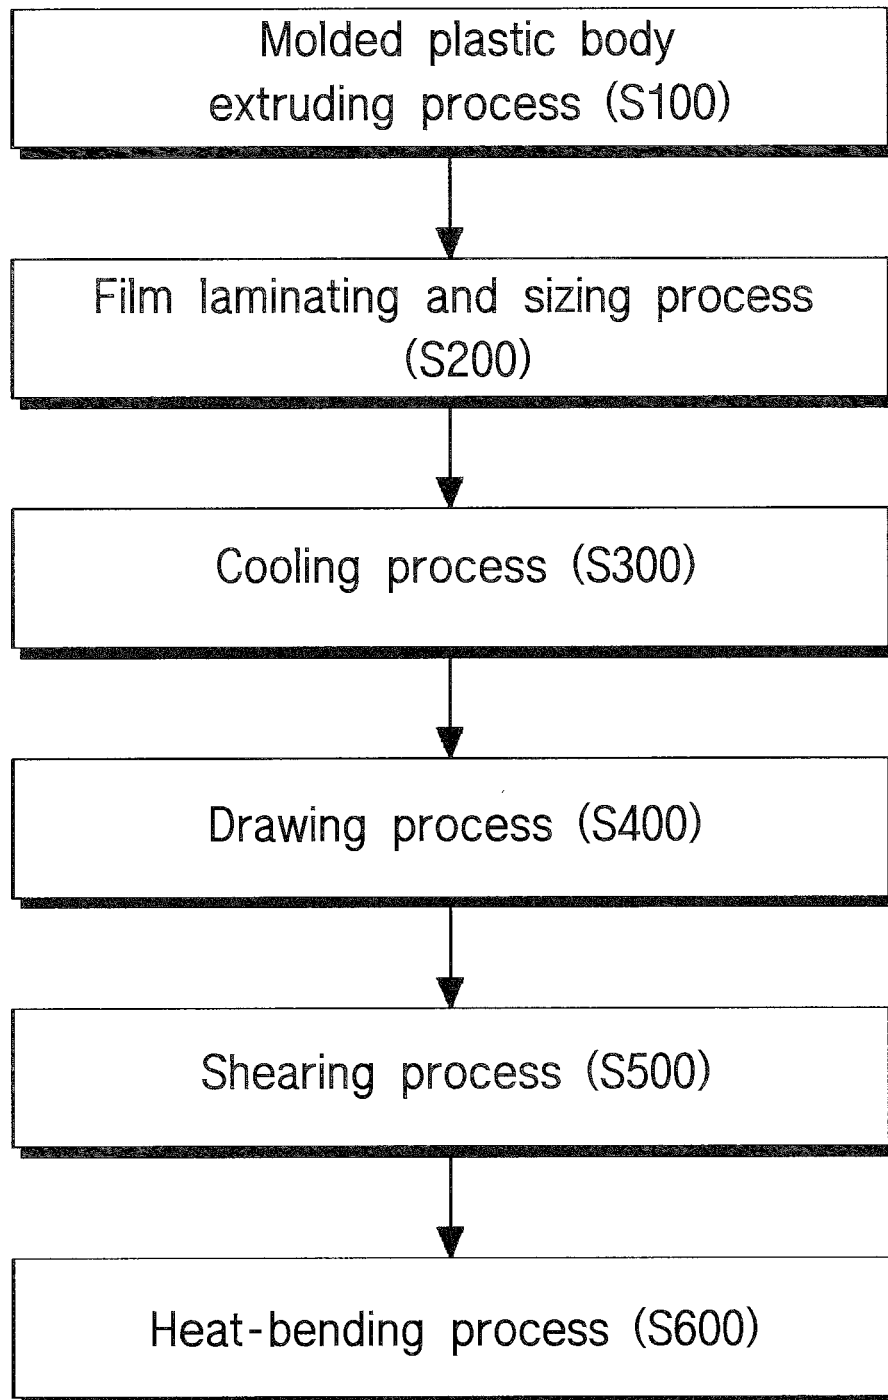 Molded plastic body
extruding process (S100)
Film laminating and sizing process
(S200)
Cooling process (S300)
Drawing process (S400)
Shearing process (S500)
Heat-bending process (S600)